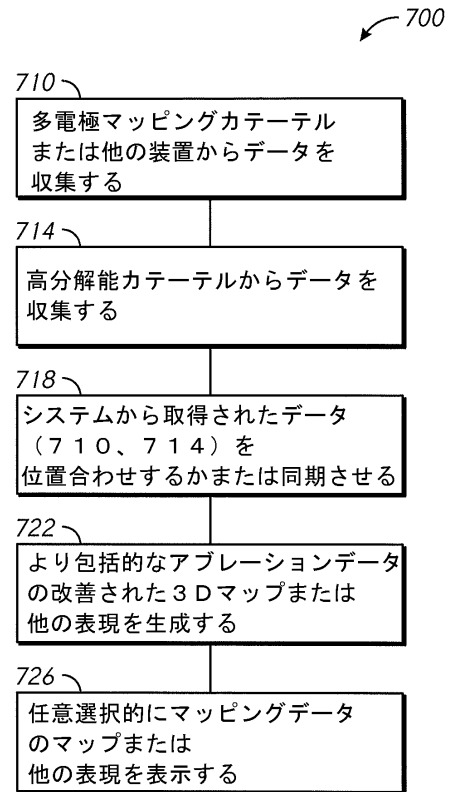 700
710
多電極マッピングカテーテル
または他の装置からデータを
収集する
714
高分解能カテーテルからデータを
収集する
718
システムから取得されたデータ
（７１０、７１４）を
位置合わせするかまたは同期させる
722
より包括的なアブレーションデータ
の改善された３Ｄマップまたは
他の表現を生成する
726
任意選択的にマッピングデータ
のマップまたは
他の表現を表示する